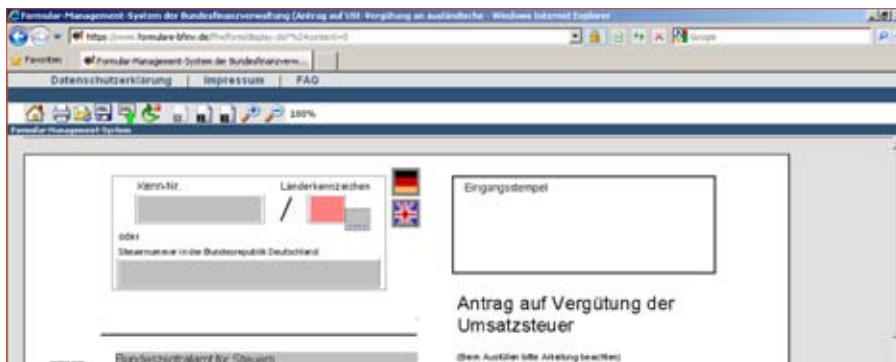 Formular-Management-System der Bundesfinanzverwaltung (Antrag auf USt-Vergütung an ausländische - Windows Internet Explorer
https://www.formulare-bfinv.de/
Google
Favoriten
Formular-Management-System der Bundesfinanzverw...
Datenschutzerklärung | Impressum | FAQ
100%
Formular-Management-System
Kenn-Nr.
Länderkennzeichen
/
oder
Steuernummer in der Bundesrepublik Deutschland
Eingangsstempel
Antrag auf Vergütung der
Umsatzsteuer
Bundeszentralamt für Steuern
(Beim Ausfüllen bitte Anleitung beachten)